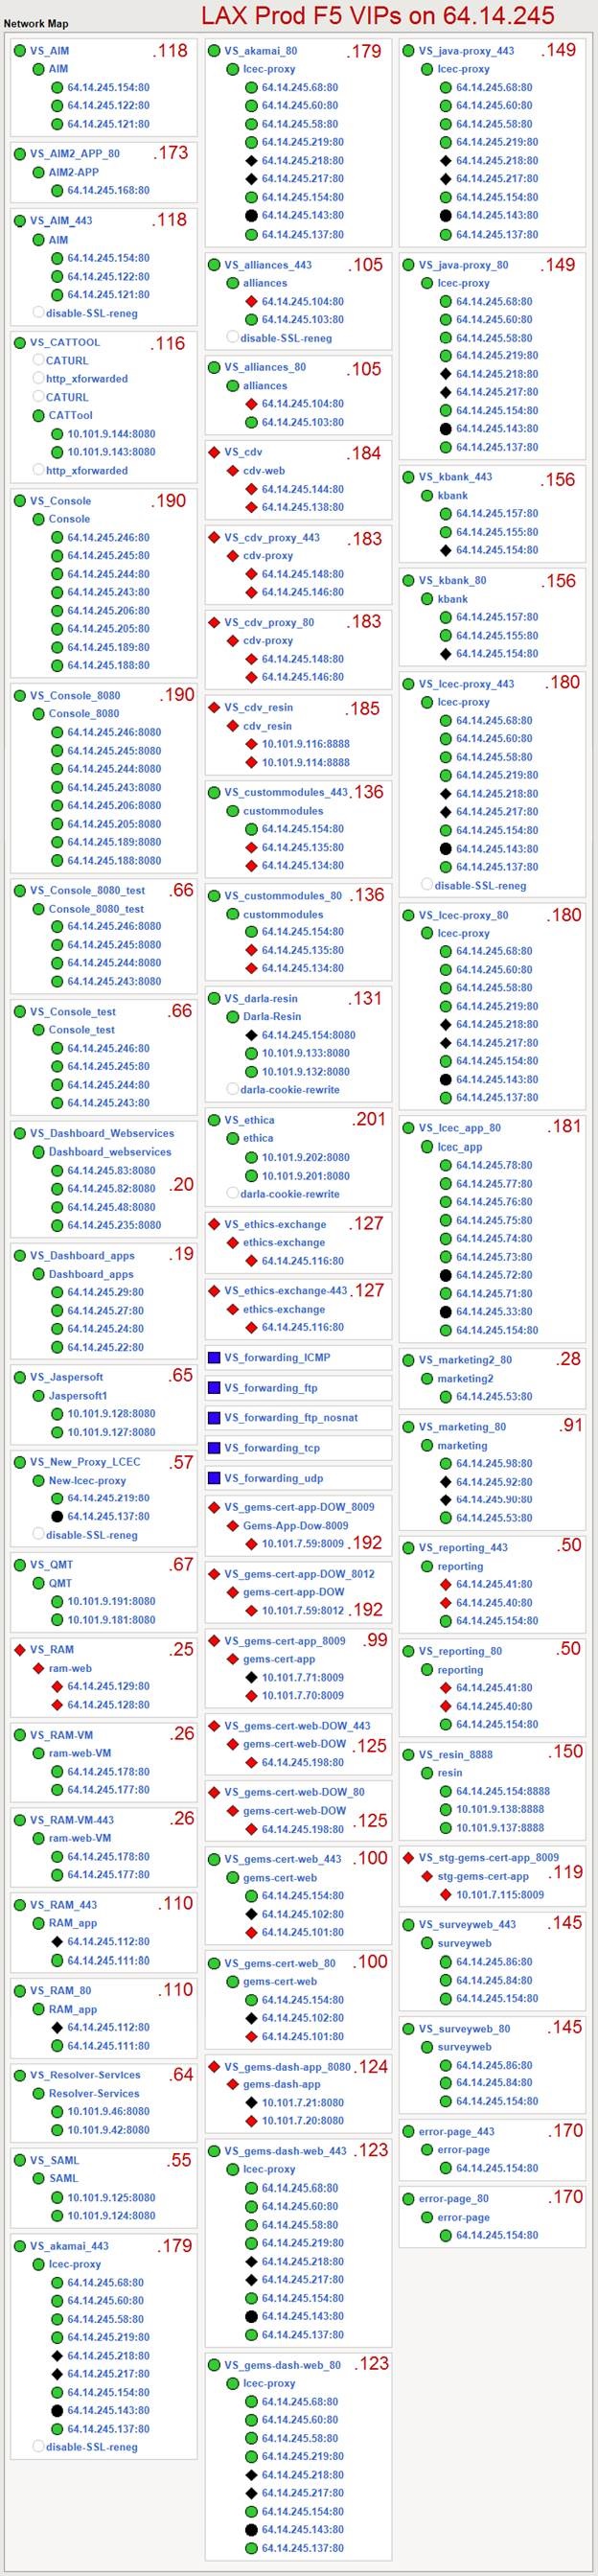 LAX Prod F5 VIPs on 64.14.245
Network Map
VS_AIM .118
AIM
64.14.245.154:80
64.14.245.122:80
64.14.245.121:80
VS_AIM2_APP_80 .173
AIM2-APP
64.14.245.168:80
VS_AIM_443 .118
AIM
64.14.245.154:80
64.14.245.122:80
64.14.245.121:80
disable-SSL-reneg
VS_CATTOOL .116
CATURL
http_xforwarded
CATURL
CATTool
10.101.9.144:8080
10.101.9.143:8080
http_xforwarded
VS_Console .190
Console
64.14.245.246:80
64.14.245.245:80
64.14.245.244:80
64.14.245.243:80
64.14.245.206:80
64.14.245.205:80
64.14.245.189:80
64.14.245.188:80
VS_Console_8080 .190
Console_8080
64.14.245.246:8080
64.14.245.245:8080
64.14.245.244:8080
64.14.245.243:8080
64.14.245.206:8080
64.14.245.205:8080
64.14.245.189:8080
64.14.245.188:8080
VS_Console_8080_test .66
Console_8080_test
64.14.245.246:8080
64.14.245.245:8080
64.14.245.244:8080
64.14.245.243:8080
VS_Console_test .66
Console_test
64.14.245.246:80
64.14.245.245:80
64.14.245.244:80
64.14.245.243:80
VS_Dashboard_Webservices
Dashboard_webservices
64.14.245.83:8080
64.14.245.82:8080 .20
64.14.245.48:8080
64.14.245.235:8080
VS_Dashboard_apps .19
Dashboard_apps
64.14.245.29:80
64.14.245.27:80
64.14.245.24:80
64.14.245.22:80
VS_Jaspersoft .65
Jaspersoft1
10.101.9.128:8080
10.101.9.127:8080
VS_New_Proxy_LCEC .57
New-lcec-proxy
64.14.245.219:80
64.14.245.137:80
disable-SSL-reneg
VS_QMT .67
QMT
10.101.9.191:8080
10.101.9.181:8080
VS_RAM .25
ram-web
64.14.245.129:80
64.14.245.128:80
VS_RAM-VM .26
ram-web-VM
64.14.245.178:80
64.14.245.177:80
VS_RAM-VM-443 .26
ram-web-VM
64.14.245.178:80
64.14.245.177:80
VS_RAM_443 .110
RAM_app
64.14.245.112:80
64.14.245.111:80
VS_RAM_80 .110
RAM_app
64.14.245.112:80
64.14.245.111:80
VS_Resolver-Services .64
Resolver-Services
10.101.9.46:8080
10.101.9.42:8080
VS_SAML .55
SAML
10.101.9.125:8080
10.101.9.124:8080
VS_akamai_443 .179
lcec-proxy
64.14.245.68:80
64.14.245.60:80
64.14.245.58:80
64.14.245.219:80
64.14.245.218:80
64.14.245.217:80
64.14.245.154:80
64.14.245.143:80
64.14.245.137:80
disable-SSL-reneg
VS_akamai_80 .179
lcec-proxy
64.14.245.68:80
64.14.245.60:80
64.14.245.58:80
64.14.245.219:80
64.14.245.218:80
64.14.245.217:80
64.14.245.154:80
64.14.245.143:80
64.14.245.137:80
VS_alliances_443 .105
alliances
64.14.245.104:80
64.14.245.103:80
disable-SSL-reneg
VS_alliances_80 .105
alliances
64.14.245.104:80
64.14.245.103:80
VS_cdv .184
cdv-web
64.14.245.144:80
64.14.245.138:80
VS_cdv_proxy_443 .183
cdv-proxy
64.14.245.148:80
64.14.245.146:80
VS_cdv_proxy_80 .183
cdv-proxy
64.14.245.148:80
64.14.245.146:80
VS_cdv_resin .185
cdv_resin
10.101.9.116:8888
10.101.9.114:8888
VS_custommodules_443 .136
custommodules
64.14.245.154:80
64.14.245.135:80
64.14.245.134:80
VS_custommodules_80 .136
custommodules
64.14.245.154:80
64.14.245.135:80
64.14.245.134:80
VS_darla-resin .131
Darla-Resin
64.14.245.154:8080
10.101.9.133:8080
10.101.9.132:8080
darla-cookie-rewrite
VS_ethica .201
ethica
10.101.9.202:8080
10.101.9.201:8080
darla-cookie-rewrite
VS_ethics-exchange .127
ethics-exchange
64.14.245.116:80
VS_ethics-exchange-443 .127
ethics-exchange
64.14.245.116:80
VS_forwarding_ICMP
VS_forwarding_ftp
VS_forwarding_ftp_nosnat
VS_forwarding_tcp
VS_forwarding_udp
VS_gems-cert-app-DOW_8009
Gems-App-Dow-8009
10.101.7.59:8009 .192
VS_gems-cert-app-DOW_8012
gems-cert-app-DOW
10.101.7.59:8012 .192
VS_gems-cert-app_8009 .99
gems-cert-app
10.101.7.71:8009
10.101.7.70:8009
VS_gems-cert-web-DOW_443
gems-cert-web-DOW .125
64.14.245.198:80
VS_gems-cert-web-DOW_80
gems-cert-web-DOW
64.14.245.198:80 .125
VS_gems-cert-web_443 .100
gems-cert-web
64.14.245.154:80
64.14.245.102:80
64.14.245.101:80
VS_gems-cert-web_80 .100
gems-cert-web
64.14.245.154:80
64.14.245.102:80
64.14.245.101:80
VS_gems-dash-app_8080 .124
gems-dash-app
10.101.7.21:8080
10.101.7.20:8080
VS_gems-dash-web_443 .123
lcec-proxy
64.14.245.68:80
64.14.245.60:80
64.14.245.58:80
64.14.245.219:80
64.14.245.218:80
64.14.245.217:80
64.14.245.154:80
64.14.245.143:80
64.14.245.137:80
VS_gems-dash-web_80 .123
lcec-proxy
64.14.245.68:80
64.14.245.60:80
64.14.245.58:80
64.14.245.219:80
64.14.245.218:80
64.14.245.217:80
64.14.245.154:80
64.14.245.143:80
64.14.245.137:80
VS_java-proxy_443 .149
lcec-proxy
64.14.245.68:80
64.14.245.60:80
64.14.245.58:80
64.14.245.219:80
64.14.245.218:80
64.14.245.217:80
64.14.245.154:80
64.14.245.143:80
64.14.245.137:80
VS_java-proxy_80 .149
lcec-proxy
64.14.245.68:80
64.14.245.60:80
64.14.245.58:80
64.14.245.219:80
64.14.245.218:80
64.14.245.217:80
64.14.245.154:80
64.14.245.143:80
64.14.245.137:80
VS_kbank_443 .156
kbank
64.14.245.157:80
64.14.245.155:80
64.14.245.154:80
VS_kbank_80 .156
kbank
64.14.245.157:80
64.14.245.155:80
64.14.245.154:80
VS_lcec-proxy_443 .180
lcec-proxy
64.14.245.68:80
64.14.245.60:80
64.14.245.58:80
64.14.245.219:80
64.14.245.218:80
64.14.245.217:80
64.14.245.154:80
64.14.245.143:80
64.14.245.137:80
disable-SSL-reneg
VS_lcec-proxy_80 .180
lcec-proxy
64.14.245.68:80
64.14.245.60:80
64.14.245.58:80
64.14.245.219:80
64.14.245.218:80
64.14.245.217:80
64.14.245.154:80
64.14.245.143:80
64.14.245.137:80
VS_lcec_app_80 .181
lcec_app
64.14.245.78:80
64.14.245.77:80
64.14.245.76:80
64.14.245.75:80
64.14.245.74:80
64.14.245.73:80
64.14.245.72:80
64.14.245.71:80
64.14.245.33:80
64.14.245.154:80
VS_marketing2_80 .28
marketing2
64.14.245.53:80
VS_marketing_80 .91
marketing
64.14.245.98:80
64.14.245.92:80
64.14.245.90:80
64.14.245.53:80
VS_reporting_443 .50
reporting
64.14.245.41:80
64.14.245.40:80
64.14.245.154:80
VS_reporting_80 .50
reporting
64.14.245.41:80
64.14.245.40:80
64.14.245.154:80
VS_resin_8888 .150
resin
64.14.245.154:8888
10.101.9.138:8888
10.101.9.137:8888
VS_stg-gems-cert-app_8009
stg-gems-cert-app .119
10.101.7.115:8009
VS_surveyweb_443 .145
surveyweb
64.14.245.86:80
64.14.245.84:80
64.14.245.154:80
VS_surveyweb_80 .145
surveyweb
64.14.245.86:80
64.14.245.84:80
64.14.245.154:80
error-page_443 .170
error-page
64.14.245.154:80
error-page_80 .170
error-page
64.14.245.154:80